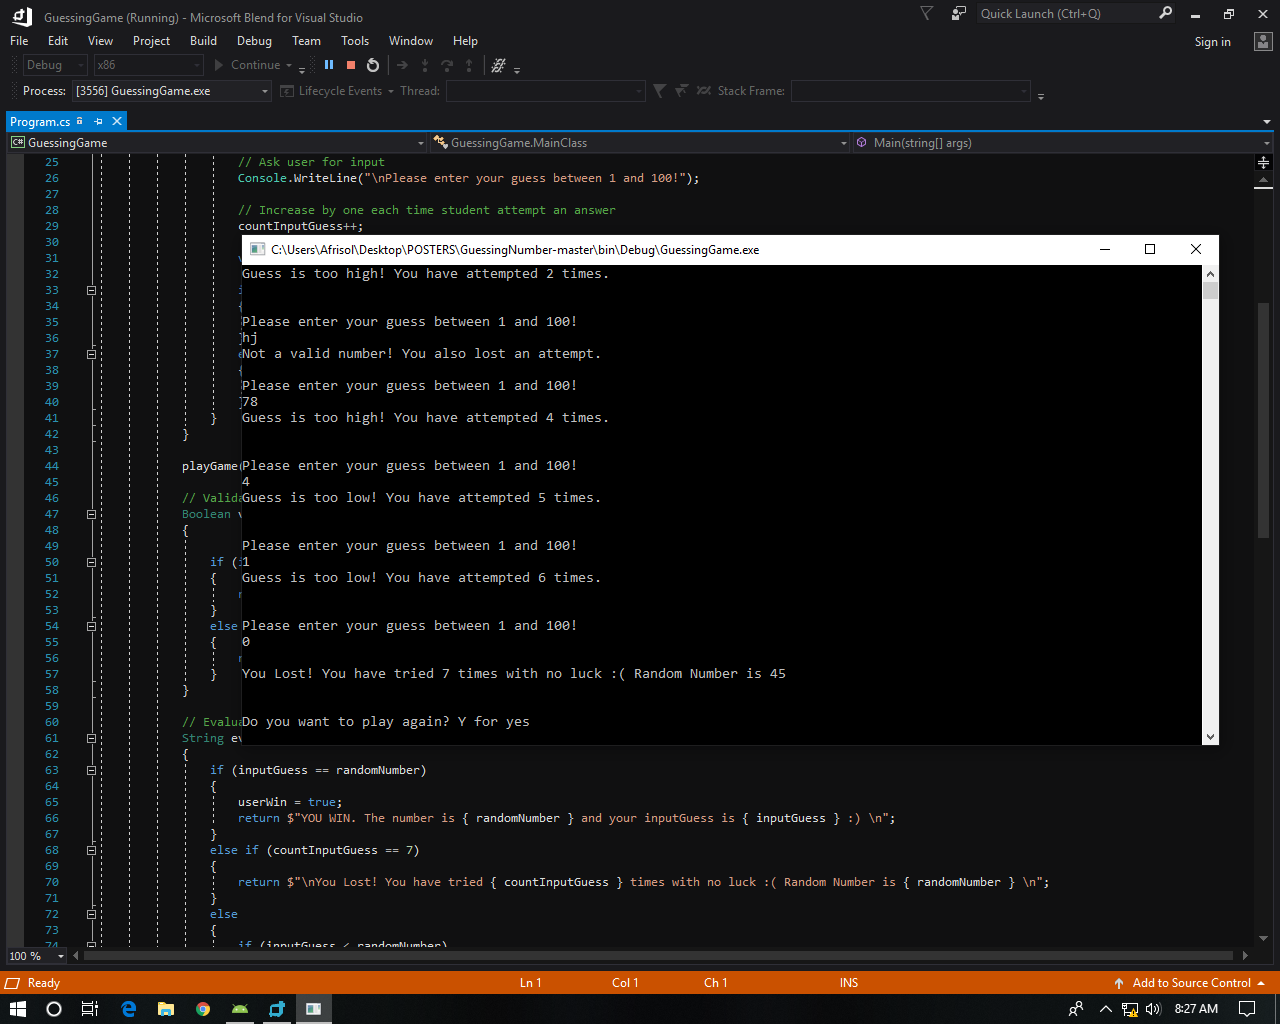 GuessingGame (Running) - Microsoft Blend for Visual Studio
Quick Launch (Ctrl+Q)
File Edit View Project Build Debug Team Tools Window Help
Sign in
Debug x86 Continue
Process: [3556] GuessingGame.exe Lifecycle Events Thread: Stack Frame:
Program.cs
C# GuessingGame GuessingGame.MainClass Main(string[] args)
25 // Ask user for input
26 Console.WriteLine("\nPlease enter your guess between 1 and 100!");
27
28 // Increase by one each time student attempt an answer
29 countInputGuess++;
30
C:\Users\Afrisol\Desktop\POSTERS\GuessingNumber-master\bin\Debug\GuessingGame.exe
31
32 Guess is too high! You have attempted 2 times.
33
34 {
35 Please enter your guess between 1 and 100!
36 hj
37 Not a valid number! You also lost an attempt.
38 {
39 Please enter your guess between 1 and 100!
40 78
41 } Guess is too high! You have attempted 4 times.
42 }
43
44 playGame( Please enter your guess between 1 and 100!
45 4
46 // Valida Guess is too low! You have attempted 5 times.
47 Boolean v
48 {
49 Please enter your guess between 1 and 100!
50 if (i 1
51 { Guess is too low! You have attempted 6 times.
52
53 }
54 else Please enter your guess between 1 and 100!
55 { 0
56
57 } You Lost! You have tried 7 times with no luck :( Random Number is 45
58 }
59
60 // Evalua Do you want to play again? Y for yes
61 String ev
62 {
63 if (inputGuess == randomNumber)
64 {
65 userWin = true;
66 return $"YOU WIN. The number is { randomNumber } and your inputGuess is { inputGuess } :) \n";
67 }
68 else if (countInputGuess == 7)
69 {
70 return $"\nYou Lost! You have tried { countInputGuess } times with no luck :( Random Number is { randomNumber } \n";
71 }
72 else
73 {
74 if (inputGuess < randomNumber)
100 %
Ready Ln 1 Col 1 Ch 1 INS Add to Source Control
8:27 AM